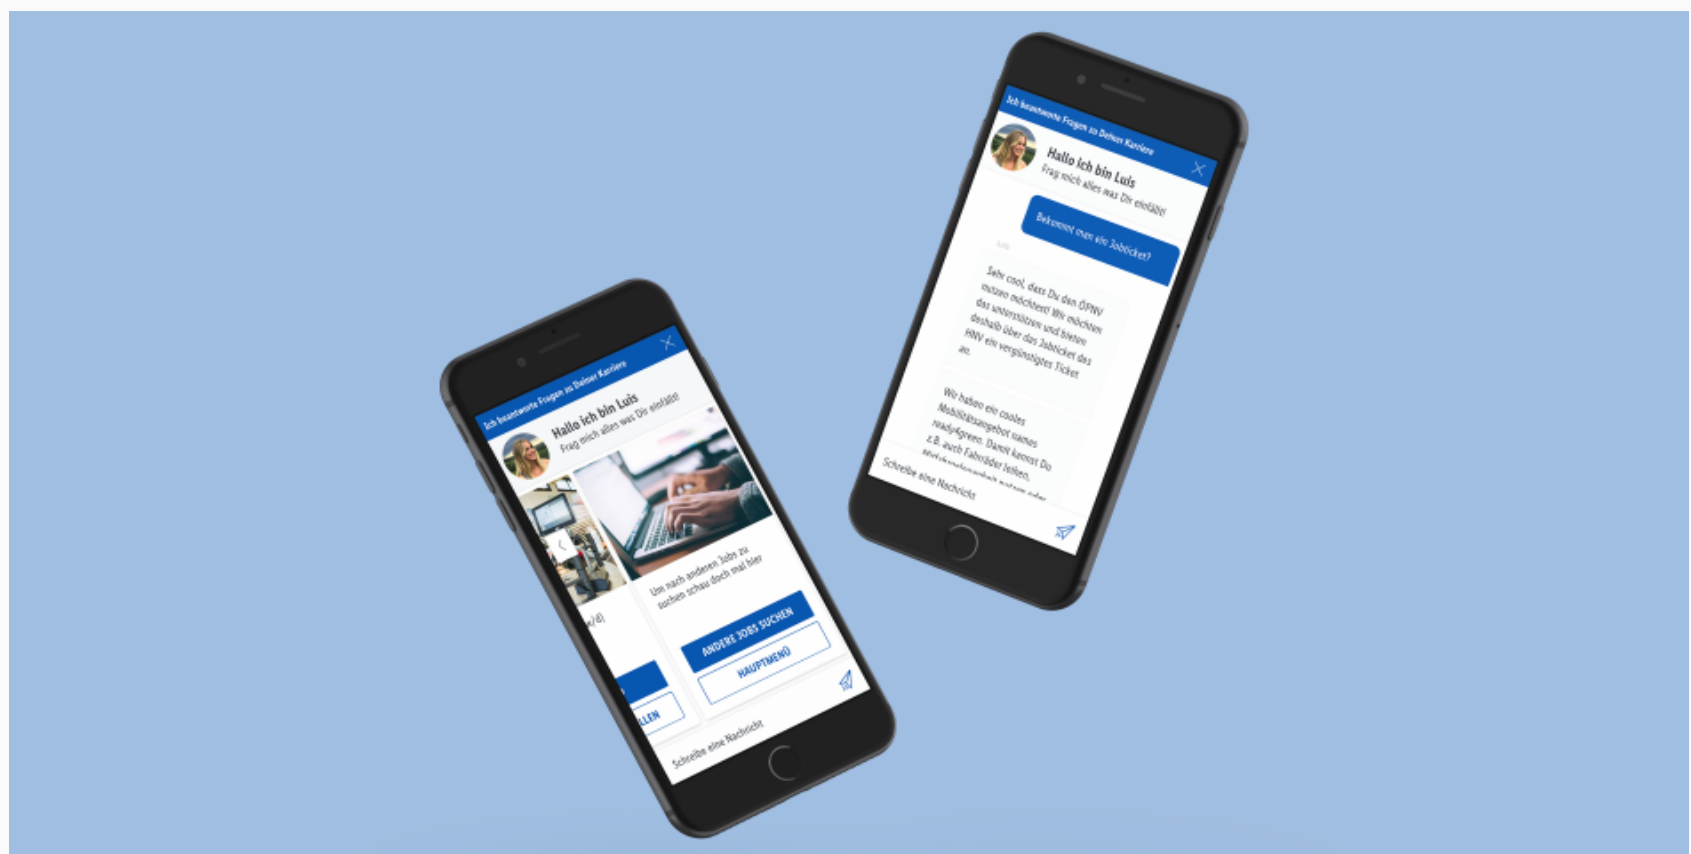 Ich beantworte Fragen zu Deiner Karriere
Hallo ich bin Luis
Frag mich alles was Dir einfällt!
Um nach anderen Jobs zu
suchen schau doch mal hier
/d)
ANDERE JOBS SUCHEN
HAUPTMENÜ
LLEN
Schreibe eine Nachricht
Ich beantworte Fragen zu Deiner Karriere
Hallo ich bin Luis
Frag mich alles was Dir einfällt!
Bekommt man ein Jobticket?
Luis
Sehr cool, dass Du den ÖPNV
nutzen möchtest! Wir möchten
das unterstützen und bieten
deshalb über das Jobticket des
HNV ein vergünstigtes Ticket
an.
Wir haben ein cooles
Mobilitätsangebot names
ready4green. Damit kannst Du
z.B. auch Fahrräder leihen,
Schreibe eine Nachricht